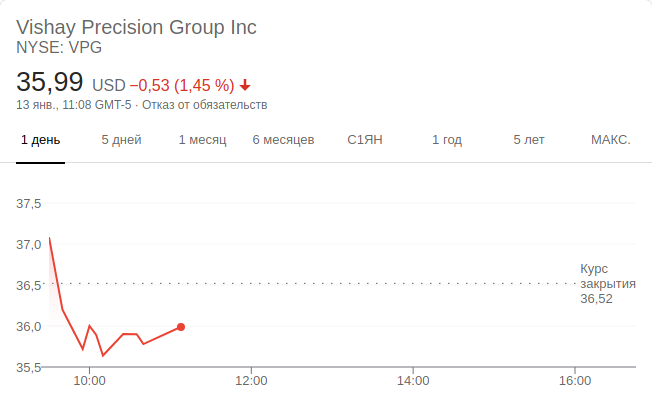 Vishay Precision Group Inc
NYSE: VPG
35,99 USD −0,53 (1,45 %)
13 янв., 11:08 GMT-5 · Отказ от обязательств
1 день 5 дней 1 месяц 6 месяцев С1ЯН 1 год 5 лет МАКС.
37,5
37,0
Курс
36,5 закрытия
36,52
36,0
35,5
10:00 12:00 14:00 16:00